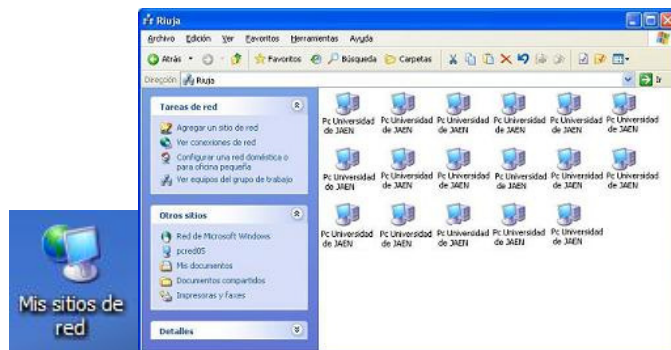 Riuja
Archivo Edición Ver Favoritos Herramientas Ayuda
Atrás Favoritos Búsqueda Carpetas
Dirección Riuja Ir
Tareas de red
Agregar un sitio de red
Ver conexiones de red
Configurar una red doméstica o
para oficina pequeña
Ver equipos del grupo de trabajo
Otros sitios
Red de Microsoft Windows
pcred05
Mis documentos
Documentos compartidos
Impresoras y faxes
Detalles
Pc Universidad Pc Universidad Pc Universidad Pc Universidad Pc Universidad Pc Universidad
de JAEN de JAEN de JAEN de JAEN de JAEN de JAEN
Pc Universidad Pc Universidad Pc Universidad Pc Universidad Pc Universidad Pc Universidad
de JAEN de JAEN de JAEN de JAEN de JAEN de JAEN
Pc Universidad Pc Universidad Pc Universidad Pc Universidad Pc Universidad
de JAEN de JAEN de JAEN de JAEN de JAEN
Mis sitios de
red